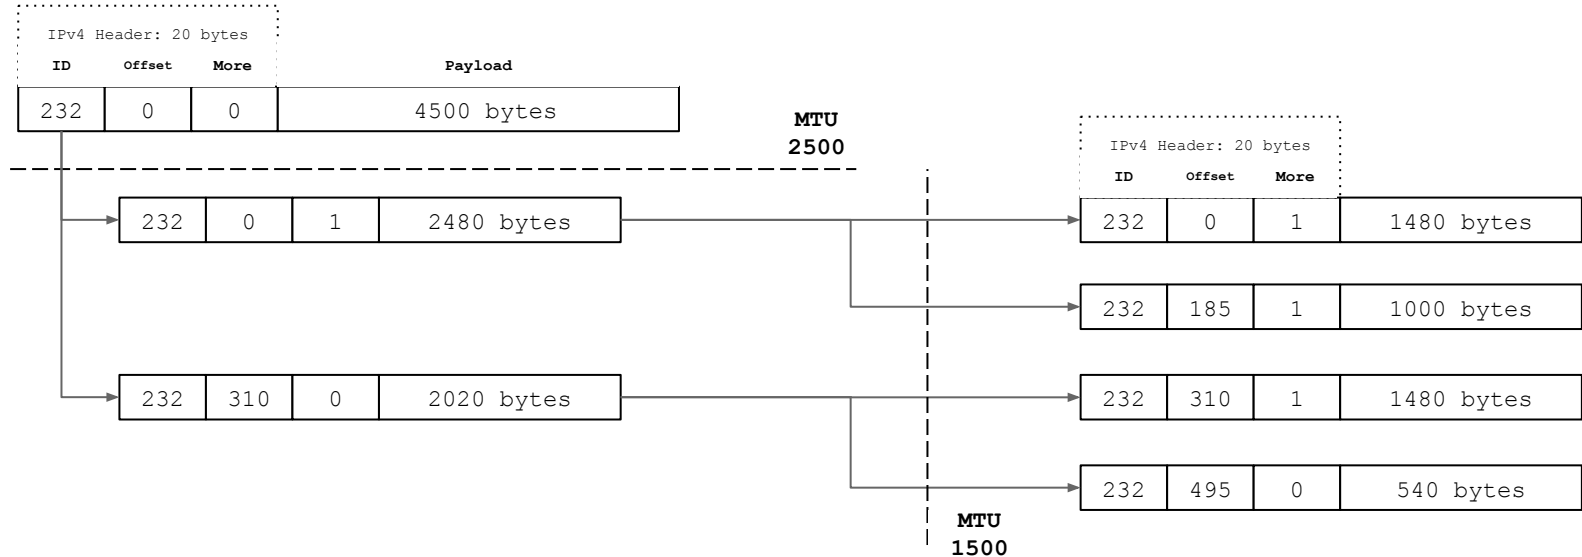 IPv4 Header: 20 bytes
ID Offset More Payload
232 0 0 4500 bytes
MTU
2500
IPv4 Header: 20 bytes
ID Offset More
232 0 1 2480 bytes
232 0 1 1480 bytes
232 185 1 1000 bytes
232 310 0 2020 bytes
232 310 1 1480 bytes
232 495 0 540 bytes
MTU
1500